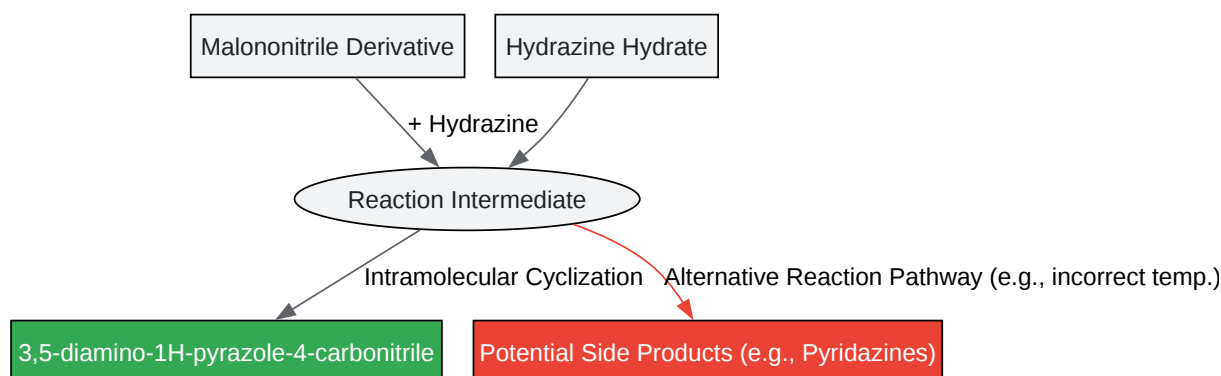 Malononitrile Derivative
Hydrazine Hydrate
+ Hydrazine
Reaction Intermediate
Intramolecular Cyclization
Alternative Reaction Pathway (e.g., incorrect temp.)
3,5-diamino-1H-pyrazole-4-carbonitrile
Potential Side Products (e.g., Pyridazines)